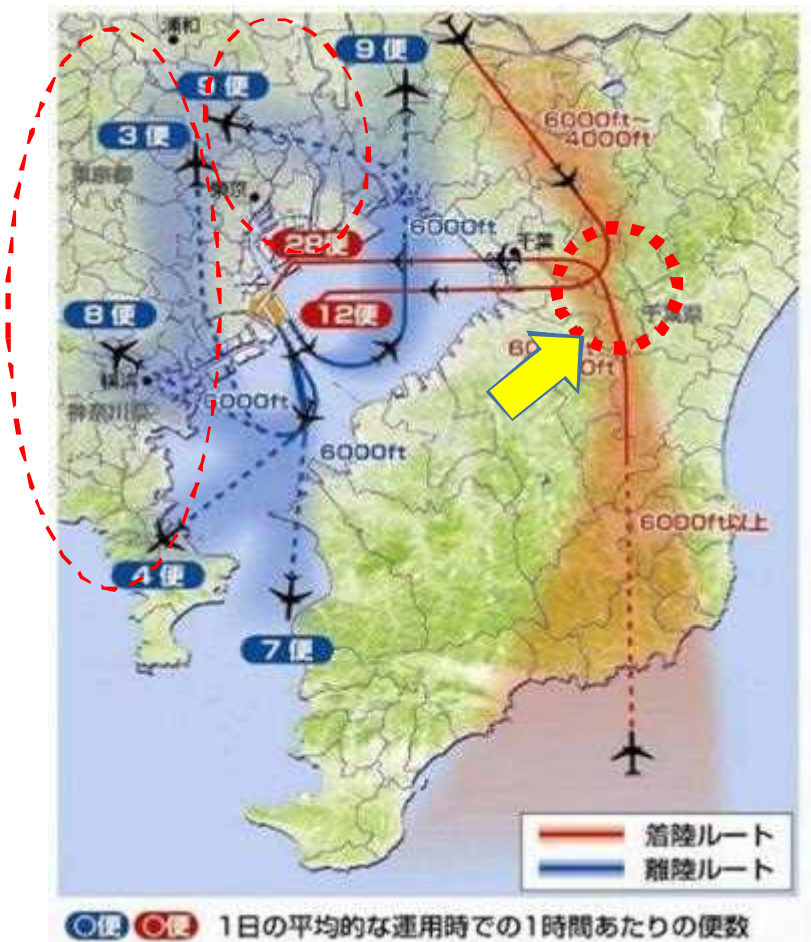 浦和
9便
9便
3便
6000ft~
4000ft
東京都
東京
6000ft
28便
千葉
12便
千葉県
8便
横浜
神奈川県
6000ft
6000ft
6000ft以上
4便
7便
着陸ルート
離陸ルート
○便 ○便 1日の平均的な運用時での1時間あたりの便数